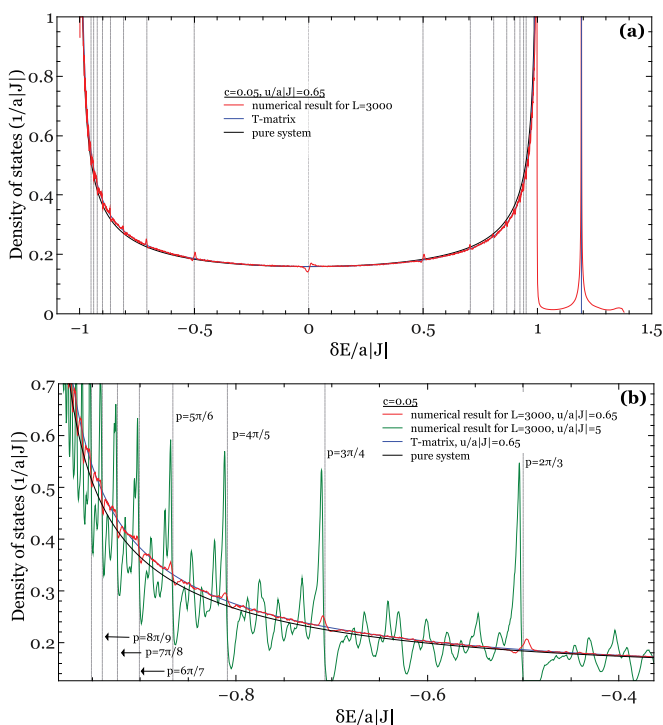 (a)
Density of states (1/a|J|)
1
0.8
0.6
0.4
0.2
0
c=0.05, u/a|J|=0.65
numerical result for L=3000
T-matrix
pure system
−1
−0.5
0
0.5
1
1.5
δE/a|J|
(b)
Density of states (1/a|J|)
0.7
0.6
0.5
0.4
0.3
0.2
c=0.05
numerical result for L=3000, u/a|J|=0.65
numerical result for L=3000, u/a|J|=5
T-matrix, u/a|J|=0.65
pure system
p=5π/6
p=4π/5
p=3π/4
p=2π/3
p=8π/9
p=7π/8
p=6π/7
−0.8
−0.6
−0.4
δE/a|J|